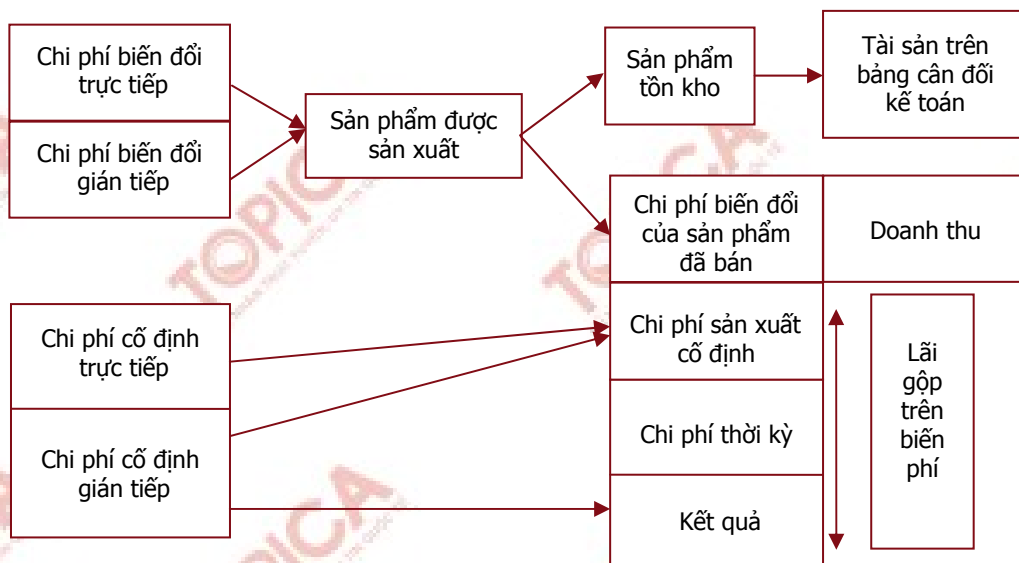 Chi phí biến đổi
trực tiếp
Chi phí biến đổi
gián tiếp
Sản phẩm được
sản xuất
Sản phẩm
tồn kho
Tài sản trên
bảng cân đối
kế toán
Chi phí biến đổi
của sản phẩm
đã bán
Doanh thu
Chi phí cố định
trực tiếp
Chi phí cố định
gián tiếp
Chi phí sản xuất
cố định
Chi phí thời kỳ
Kết quả
Lãi
gộp
trên
biến
phí
TOPICA
TOPICA
PICA